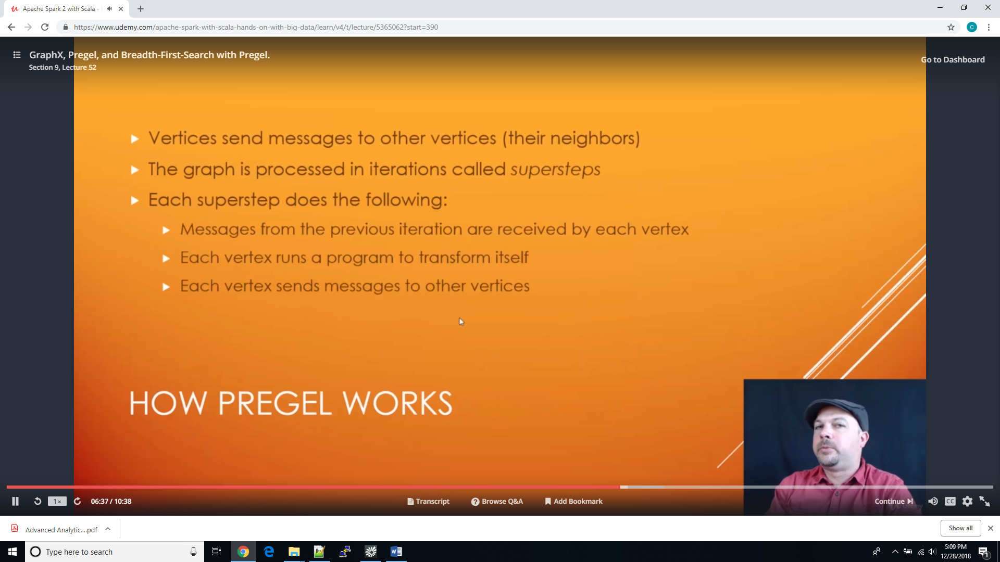 Apache Spark 2 with Scala -
https://www.udemy.com/apache-spark-with-scala-hands-on-with-big-data/learn/v4/t/lecture/5365062?start=390
C
GraphX, Pregel, and Breadth-First-Search with Pregel.
Section 9, Lecture 52
Go to Dashboard
Vertices send messages to other vertices (their neighbors)
The graph is processed in iterations called supersteps
Each superstep does the following:
Messages from the previous iteration are received by each vertex
Each vertex runs a program to transform itself
Each vertex sends messages to other vertices
HOW PREGEL WORKS
1×
06:37 / 10:38
Transcript
Browse Q&A
Add Bookmark
Continue
CC
Advanced Analytic....pdf
Show all
Type here to search
5:09 PM
12/28/2018
1